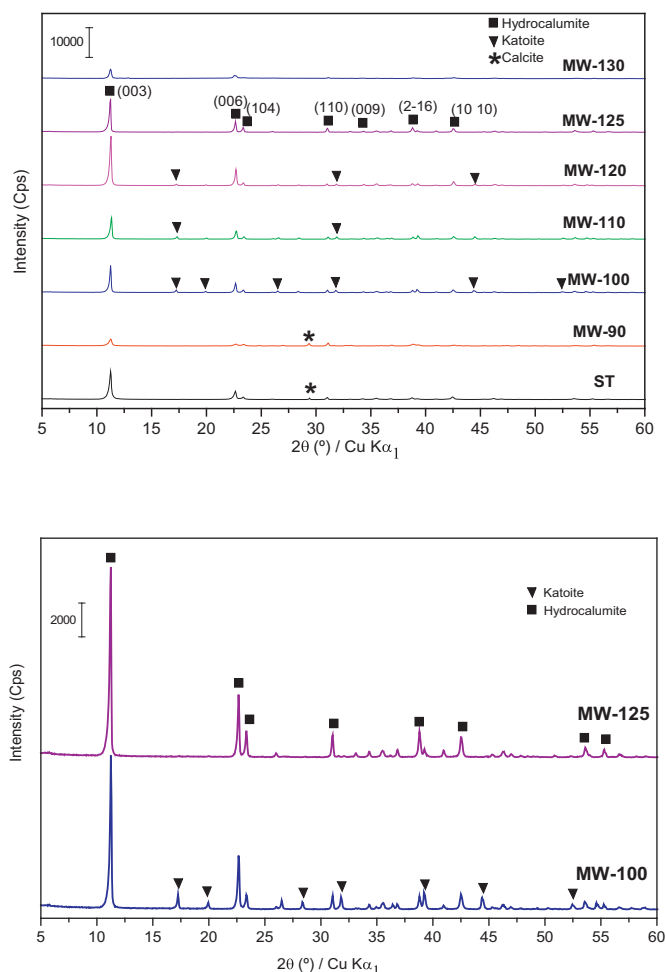 10000
■ Hydrocalumite
▼ Katoite
* Calcite
MW-130
(003)
(006)
(104)
(110)
(009)
(2-16)
(10 10)
MW-125
MW-120
MW-110
MW-100
MW-90
ST
Intensity (Cps)
5 10 15 20 25 30 35 40 45 50 55 60
2θ (º) / Cu Kα1
2000
▼ Katoite
■ Hydrocalumite
MW-125
MW-100
Intensity (Cps)
5 10 15 20 25 30 35 40 45 50 55 60
2θ (º) / Cu Kα1